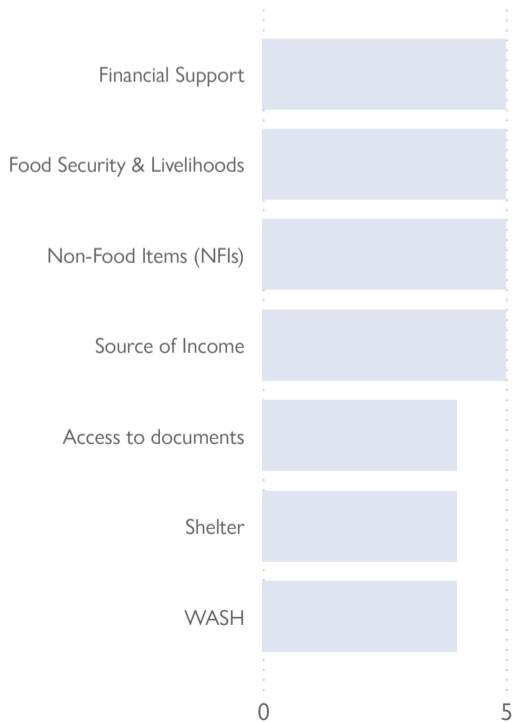 Financial Support
Food Security & Livelihoods
Non-Food Items (NFIs)
Source of Income
Access to documents
Shelter
WASH
0 5